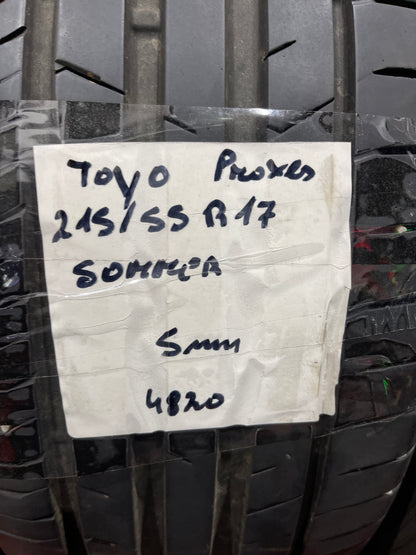 Toyo Proxes
215/55 R17
SOMMER
5mm
4820